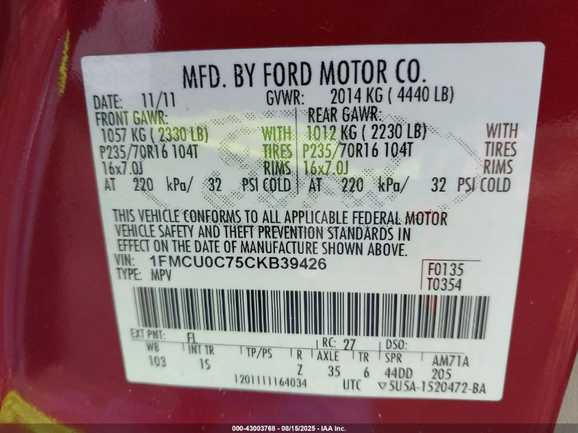 MFD. BY FORD MOTOR CO.
DATE: 11/11 GVWR: 2014 KG ( 4440 LB)
FRONT GAWR: REAR GAWR:
1057 KG ( 2330 LB) WITH 1012 KG ( 2230 LB) WITH
P235/70R16 104T TIRES P235/70R16 104T TIRES
16x7.0J RIMS 16x7.0J RIMS
AT 220 kPa/ 32 PSI COLD AT 220 kPa/ 32 PSI COLD
THIS VEHICLE CONFORMS TO ALL APPLICABLE FEDERAL MOTOR
VEHICLE SAFETY AND THEFT PREVENTION STANDARDS IN
EFFECT ON THE DATE OF MANUFACTURE SHOWN ABOVE.
VIN: 1FMCU0C75CKB39426 F0135
TYPE: MPV T0354
EXT PNT: FL RC: 27 DSO:
WB INT TR TP/PS R AXLE TR SPR AM71A
103 15 Z 35 6 44DD 205
1201111164034 UTC ▽5U5A-1520472-BA
000-43003768 - 08/15/2025 - IAAI, Inc.